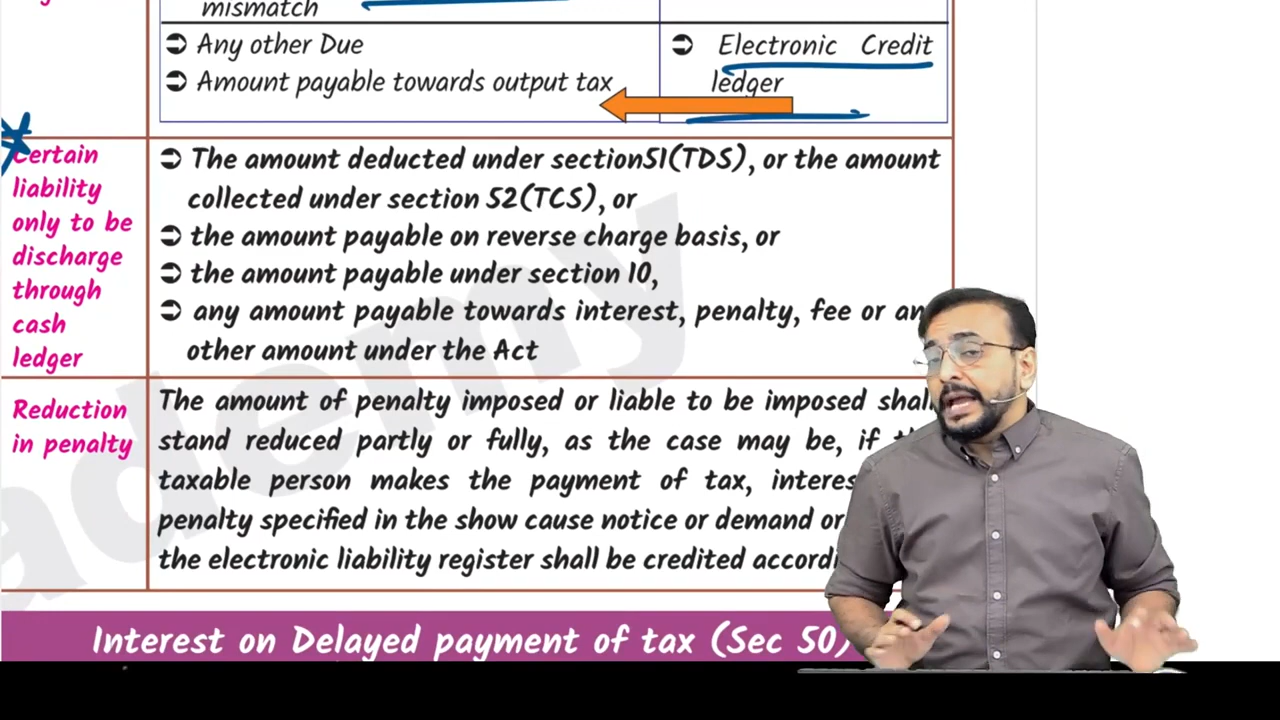 mismatch
➲ Any other Due
➲ Amount payable towards output tax
➲ Electronic Credit
ledger
Certain
liability
only to be
discharge
through
cash
ledger
➲ The amount deducted under section51(TDS), or the amount
collected under section 52(TCS), or
➲ the amount payable on reverse charge basis, or
➲ the amount payable under section 10,
➲ any amount payable towards interest, penalty, fee or
other amount under the Act
Reduction
in penalty
The amount of penalty imposed or liable to be imposed
stand reduced partly or fully, as the case may be, if
taxable person makes the payment of tax,
penalty specified in the show cause notice or demand
the electronic liability register shall be credited
Interest on Delayed payment of tax (Sec 50)
ademy